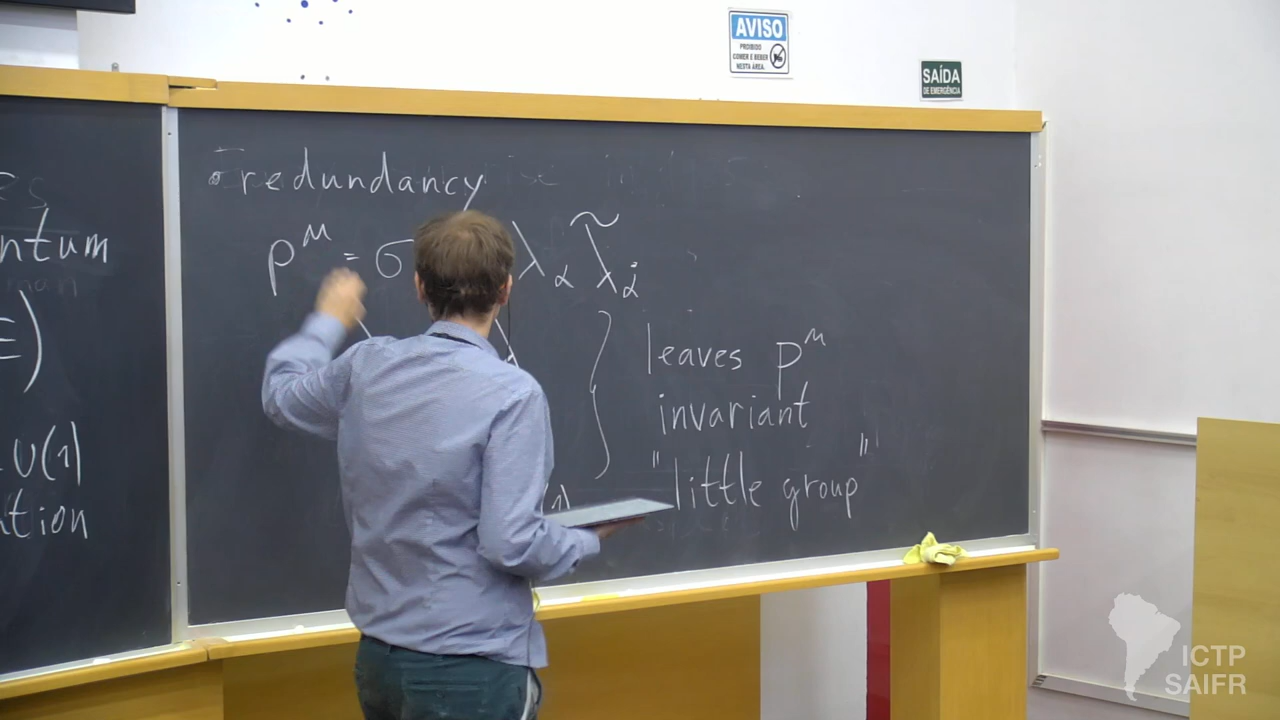 AVISO
PROIBIDO
COMER E BEBER
NESTA ÁREA.
SAÍDA
DE EMERGÊNCIA
ntum
E)
U(1)
tion
redundancy
p^μ = σ λ_α λ̃_α̇
leaves p^μ
invariant
"little group"
ICTP
SAIFR